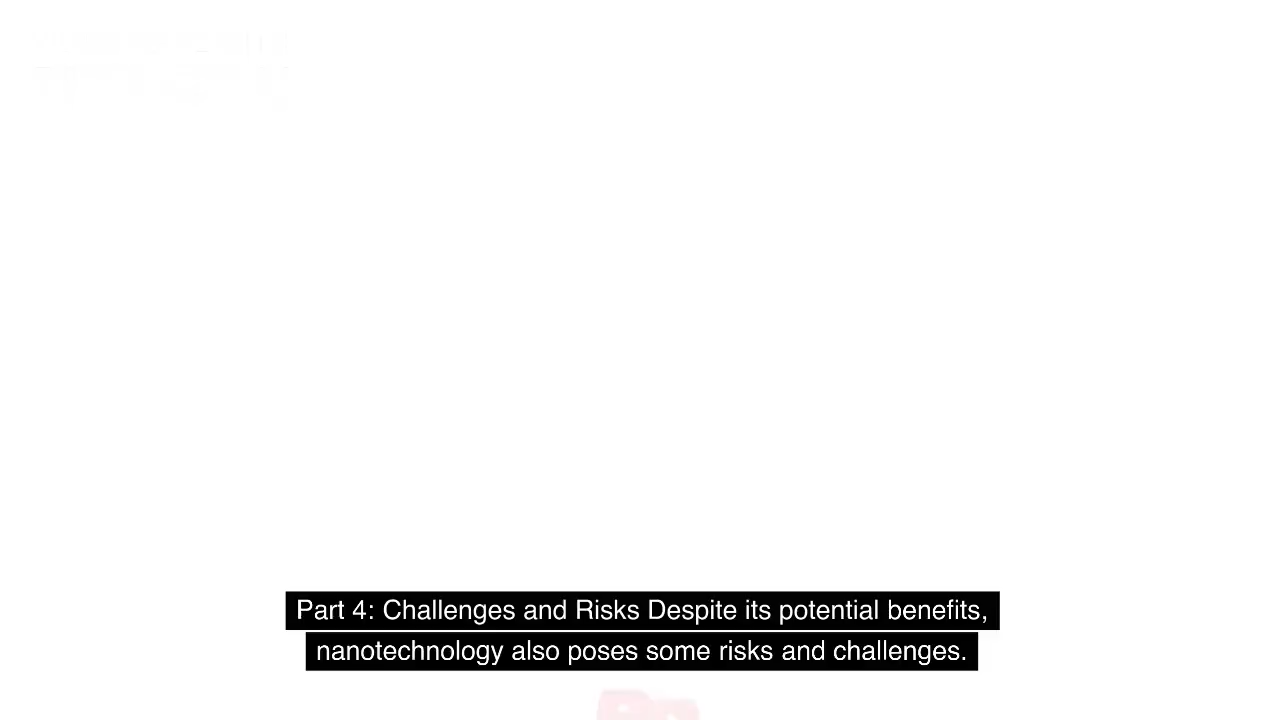 Part 4: Challenges and Risks Despite its potential benefits,
nanotechnology also poses some risks and challenges.